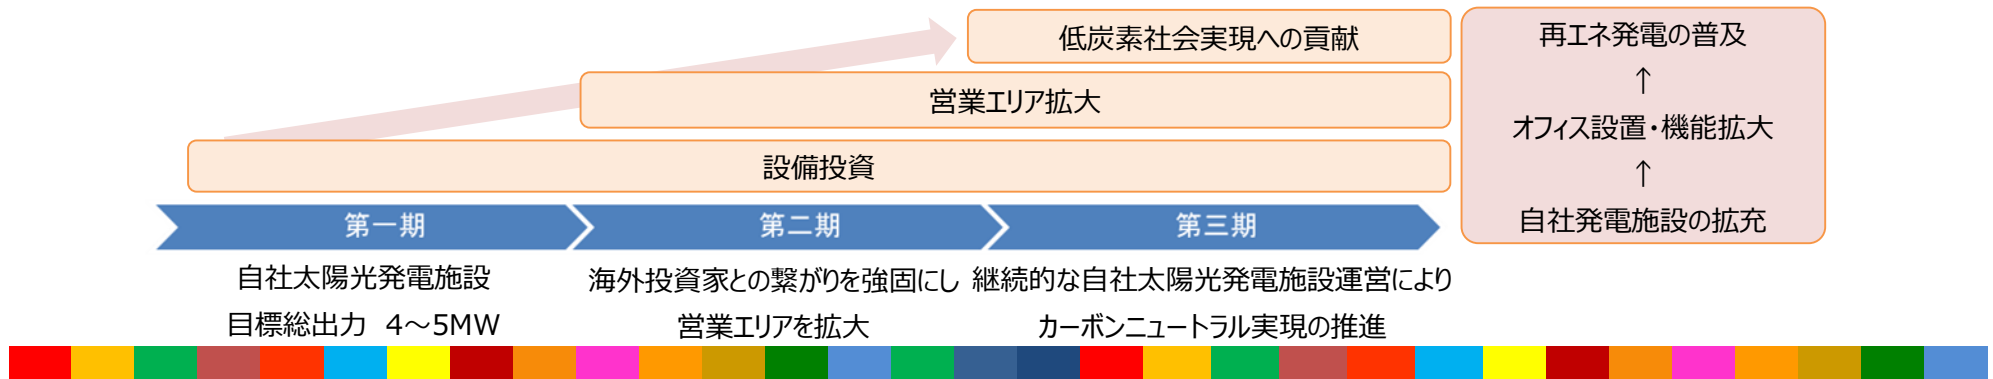 低炭素社会実現への貢献
営業エリア拡大
設備投資
第一期
第二期
第三期
自社太陽光発電施設
目標総出力 4～5MW
海外投資家との繋がりを強固にし
営業エリアを拡大
継続的な自社太陽光発電施設運営により
カーボンニュートラル実現の推進
再エネ発電の普及
↑
オフィス設置・機能拡大
↑
自社発電施設の拡充